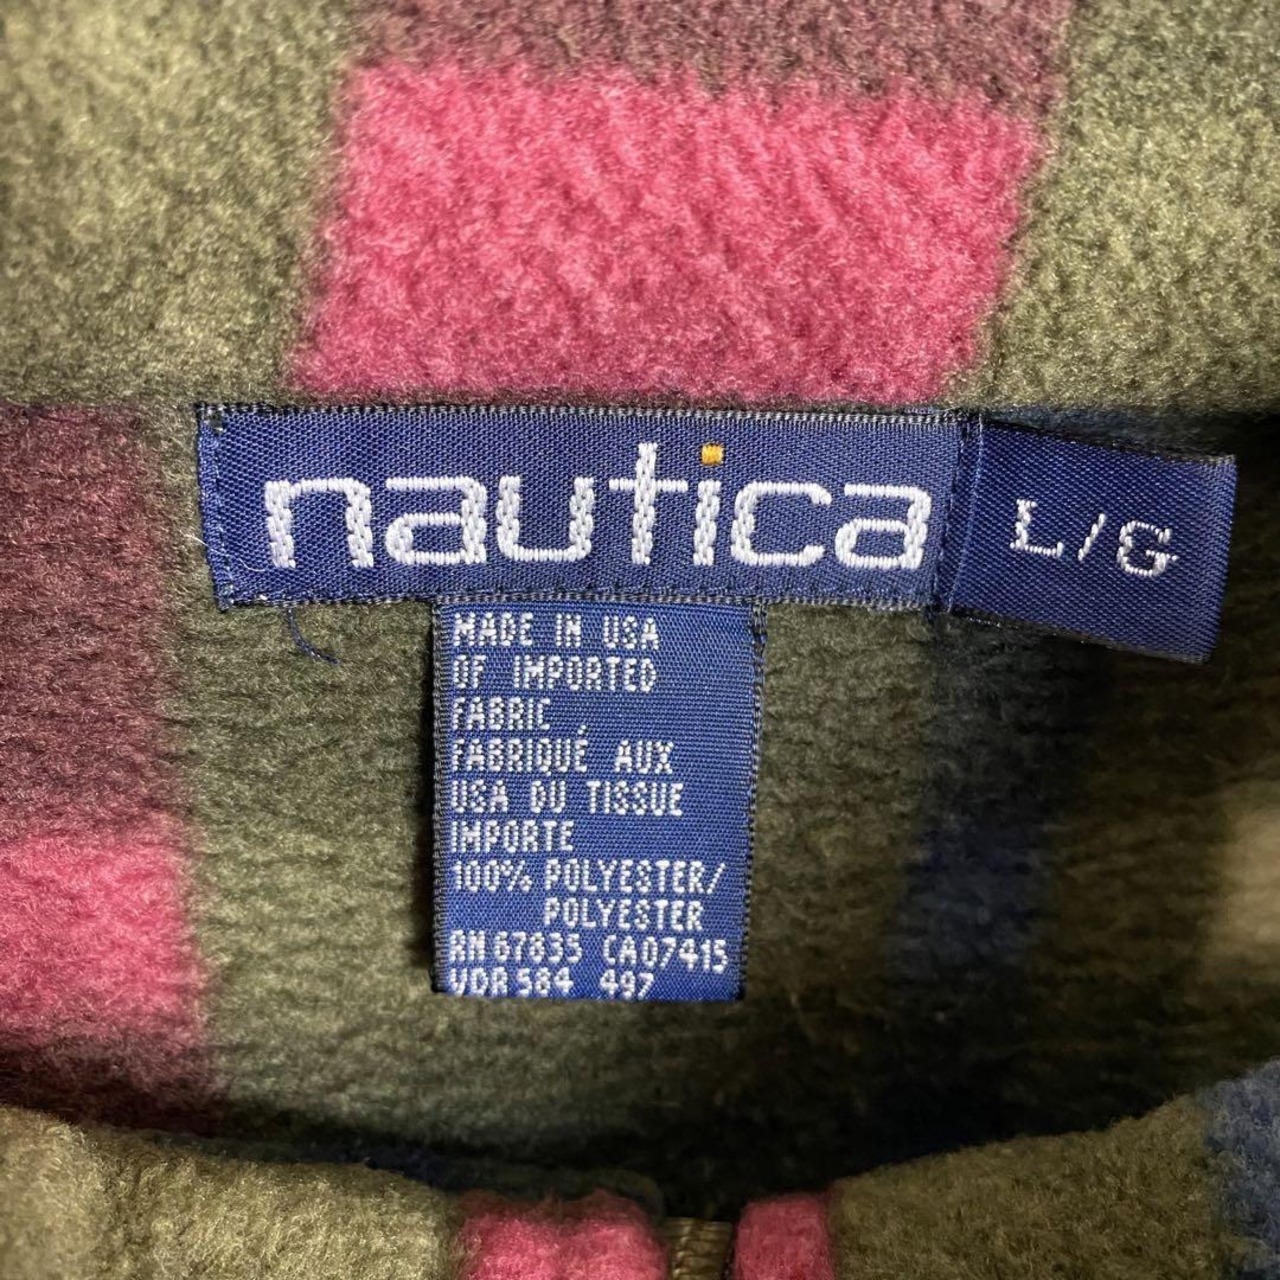 nautica
L/G
MADE IN USA
OF IMPORTED
FABRIC
FABRIQUÉ AUX
USA DU TISSUE
IMPORTE
100% POLYESTER/
POLYESTER
RN 67835 CA07415
VDR 584 497